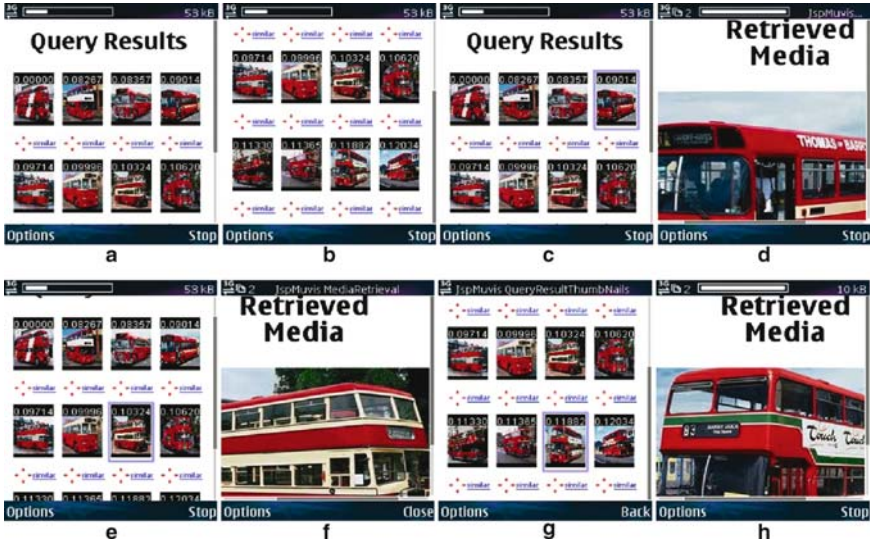 53 kB
Query Results
0.00000 0.08267 0.08357 0.09014
similar similar similar similar
0.09714 0.09996 0.10324 0.10620
Options Stop
a
53 kB
similar similar similar similar
0.09714 0.09996 0.10324 0.10620
similar similar similar similar
0.11330 0.11365 0.11882 0.12034
similar similar similar similar
Options Stop
b
53 kB
Query Results
0.00000 0.08267 0.08357 0.09014
similar similar similar similar
0.09714 0.09996 0.10324 0.10620
Options Stop
c
3G 2 JspMuvis...
Retrieved
Media
THOMAS BARRY
Options Stop
d
3G 53 kB
0.00000 0.08267 0.08357 0.09014
similar similar similar similar
0.09714 0.09996 0.10324 0.10620
similar similar similar similar
0.11330 0.11365 0.11882 0.12034
Options Stop
e
3G 2 JspMuvis MediaRetrieval
Retrieved
Media
Options Close
f
JspMuvis QueryResultThumbNails
similar similar similar similar
0.09714 0.09996 0.10324 0.10620
similar similar similar similar
0.11330 0.11365 0.11882 0.12034
similar similar similar similar
Options Back
g
3G 2 10 kB
Retrieved
Media
Touch Touch
Options Stop
h